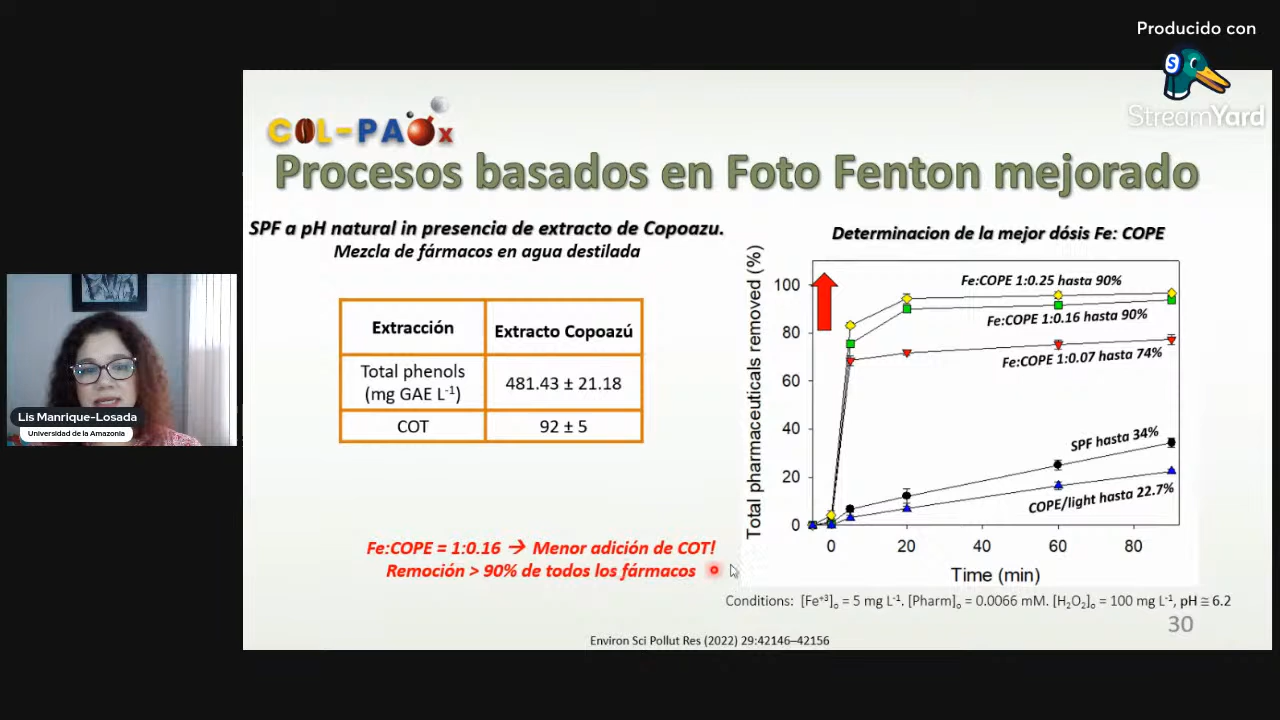 Producido con
StreamYard
COL-PAOx
Procesos basados en Foto Fenton mejorado
SPF a pH natural in presencia de extracto de Copoazu.
Mezcla de fármacos en agua destilada
Extracción
Extracto Copoazú
Total phenols
(mg GAE L⁻¹)
483.43 ± 21.18
COT
92 ± 5
Fe:COPE = 1:0.16 → Menor adición de COT!
Remoción > 90% de todos los fármacos
Determinacion de la mejor dósis Fe: COPE
Total pharmaceuticals removed (%)
100
80
60
40
20
0
Fe:COPE 1:0.25 hasta 90%
Fe:COPE 1:0.16 hasta 90%
Fe:COPE 1:0.07 hasta 74%
SPF hasta 34%
COPE/light hasta 22.7%
0 20 40 60 80
Time (min)
Conditions: [Fe⁺³]ₒ = 5 mg L⁻¹. [Pharm]ₒ = 0.0066 mM. [H₂O₂]ₒ = 100 mg L⁻¹, pH ≅ 6.2
30
Environ Sci Pollut Res (2022) 29:42146–42156
Lis Manrique-Losada
Universidad de la Amazonia